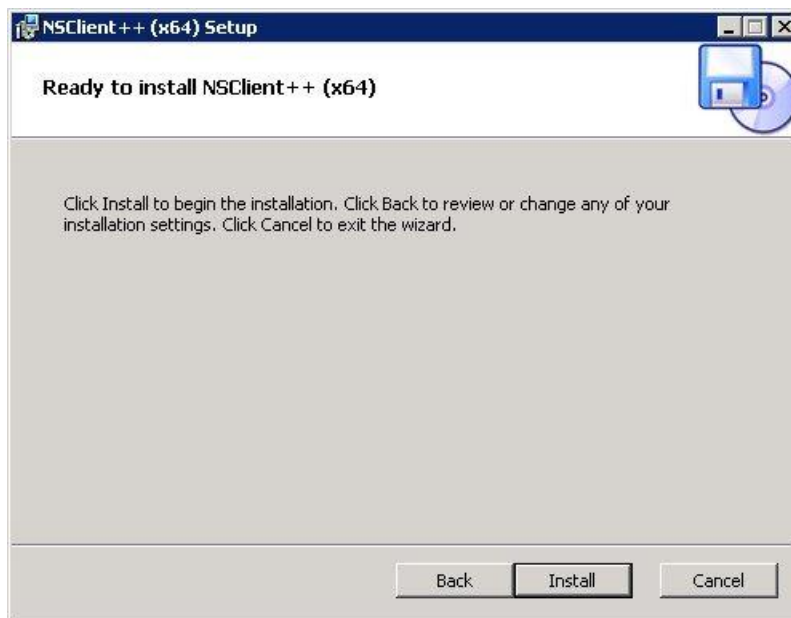 NSClient++ (x64) Setup
Ready to install NSClient++ (x64)
Click Install to begin the installation. Click Back to review or change any of your
installation settings. Click Cancel to exit the wizard.
Back
Install
Cancel